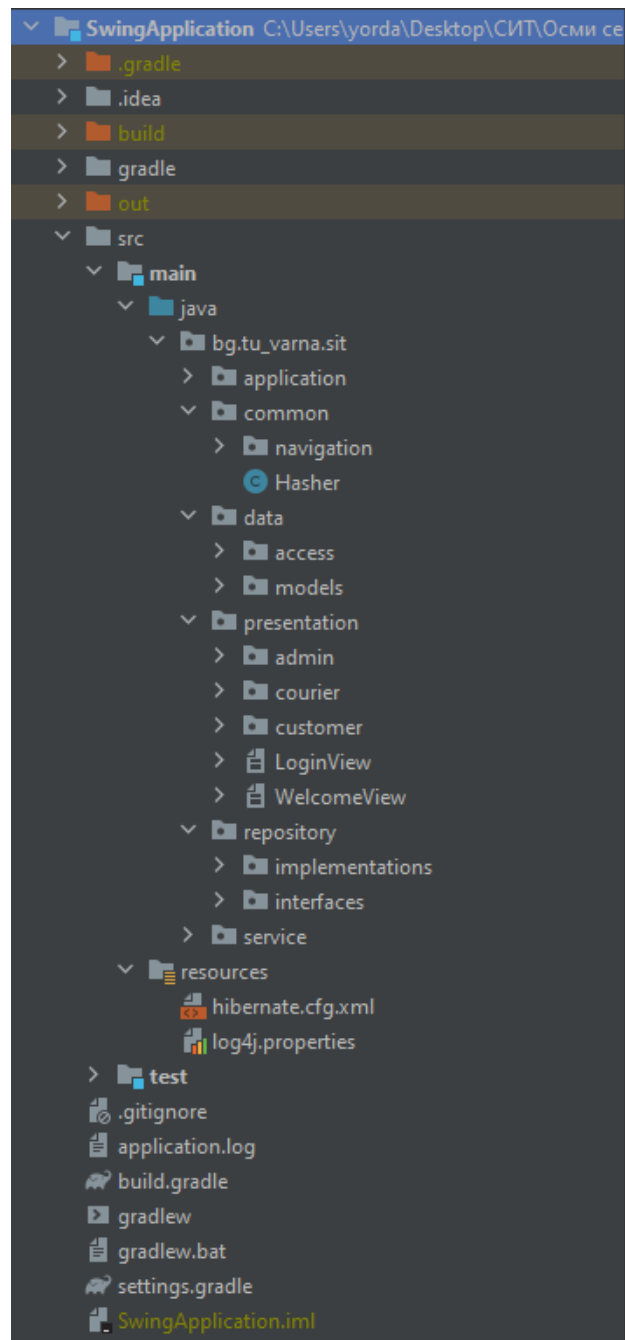 SwingApplication C:\Users\yorda\Desktop\СИТ\Осми се
.gradle
.idea
build
gradle
out
src
main
java
bg.tu_varna.sit
application
common
navigation
Hasher
data
access
models
presentation
admin
courier
customer
LoginView
WelcomeView
repository
implementations
interfaces
service
resources
hibernate.cfg.xml
log4j.properties
test
.gitignore
application.log
build.gradle
gradlew
gradlew.bat
settings.gradle
SwingApplication.iml